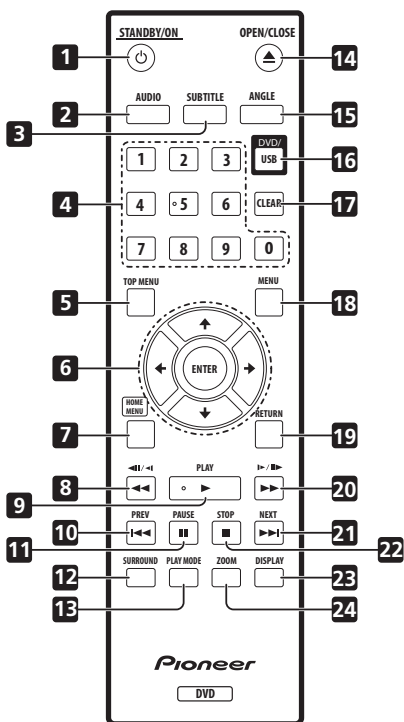 STANDBY/ON OPEN/CLOSE
1 14
AUDIO SUBTITLE ANGLE
2 15
3
DVD/
USB 16
1 2 3
4 4 5 6 CLEAR 17
7 8 9 0
TOP MENU MENU
5 18
6 ENTER
HOME
MENU RETURN
7 19
8 PLAY 20
9
10 PREV PAUSE STOP NEXT 21
11 22
12 SURROUND PLAY MODE ZOOM DISPLAY 23
13 24
Pioneer
DVD